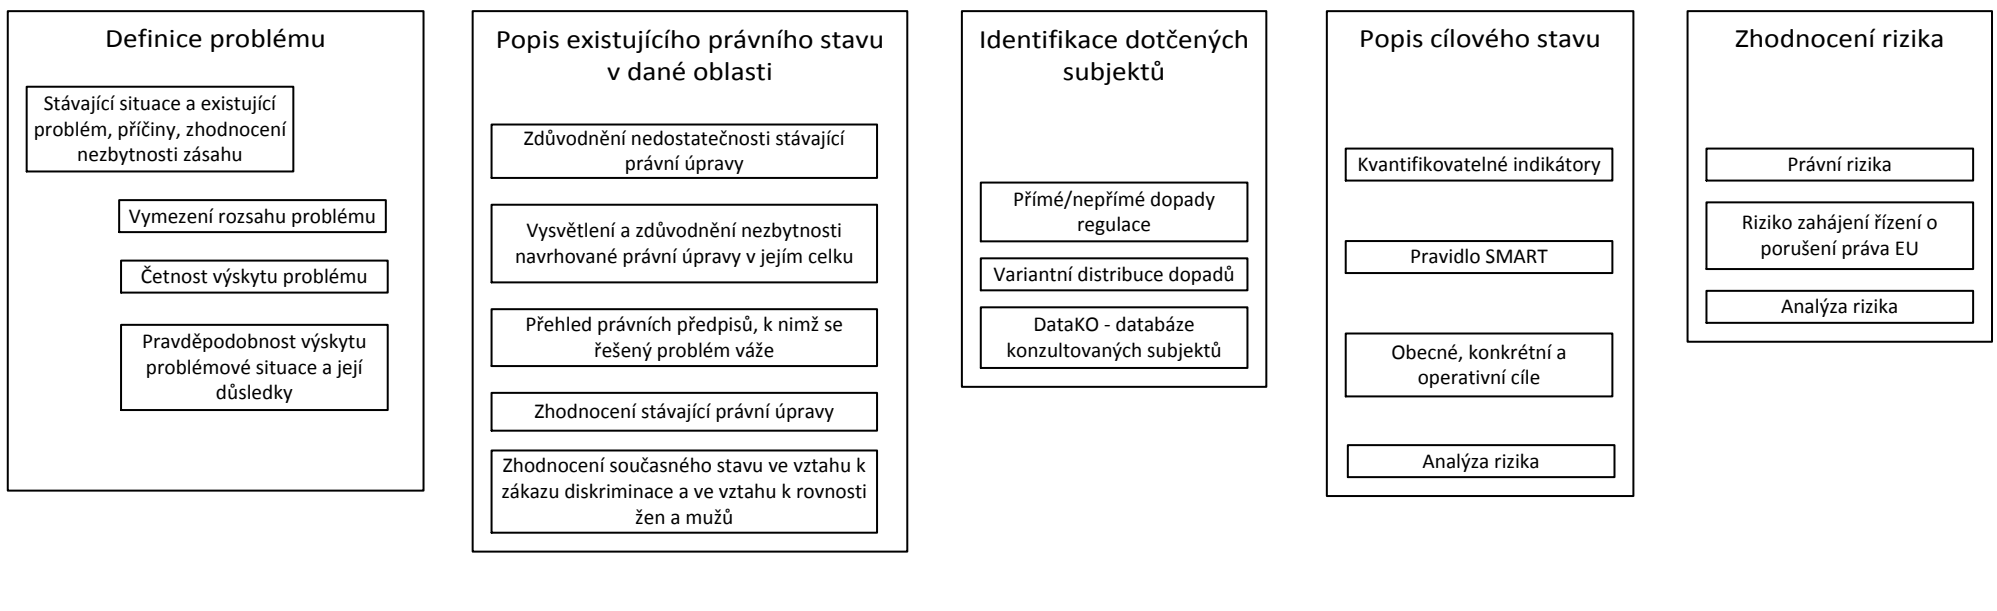 Definice problému
Stávající situace a existující
problém, příčiny, zhodnocení
nezbytnosti zásahu
Vymezení rozsahu problému
Četnost výskytu problému
Pravděpodobnost výskytu
problémové situace a její
důsledky
Popis existujícího právního stavu
v dané oblasti
Zdůvodnění nedostatečnosti stávající
právní úpravy
Vysvětlení a zdůvodnění nezbytnosti
navrhované právní úpravy v jejím celku
Přehled právních předpisů, k nimž se
řešený problém váže
Zhodnocení stávající právní úpravy
Zhodnocení současného stavu ve vztahu k
zákazu diskriminace a ve vztahu k rovnosti
žen a mužů
Identifikace dotčených
subjektů
Přímé/nepřímé dopady
regulace
Variantní distribuce dopadů
DataKO - databáze
konzultovaných subjektů
Popis cílového stavu
Kvantifikovatelné indikátory
Pravidlo SMART
Obecné, konkrétní a
operativní cíle
Analýza rizika
Zhodnocení rizika
Právní rizika
Riziko zahájení řízení o
porušení práva EU
Analýza rizika